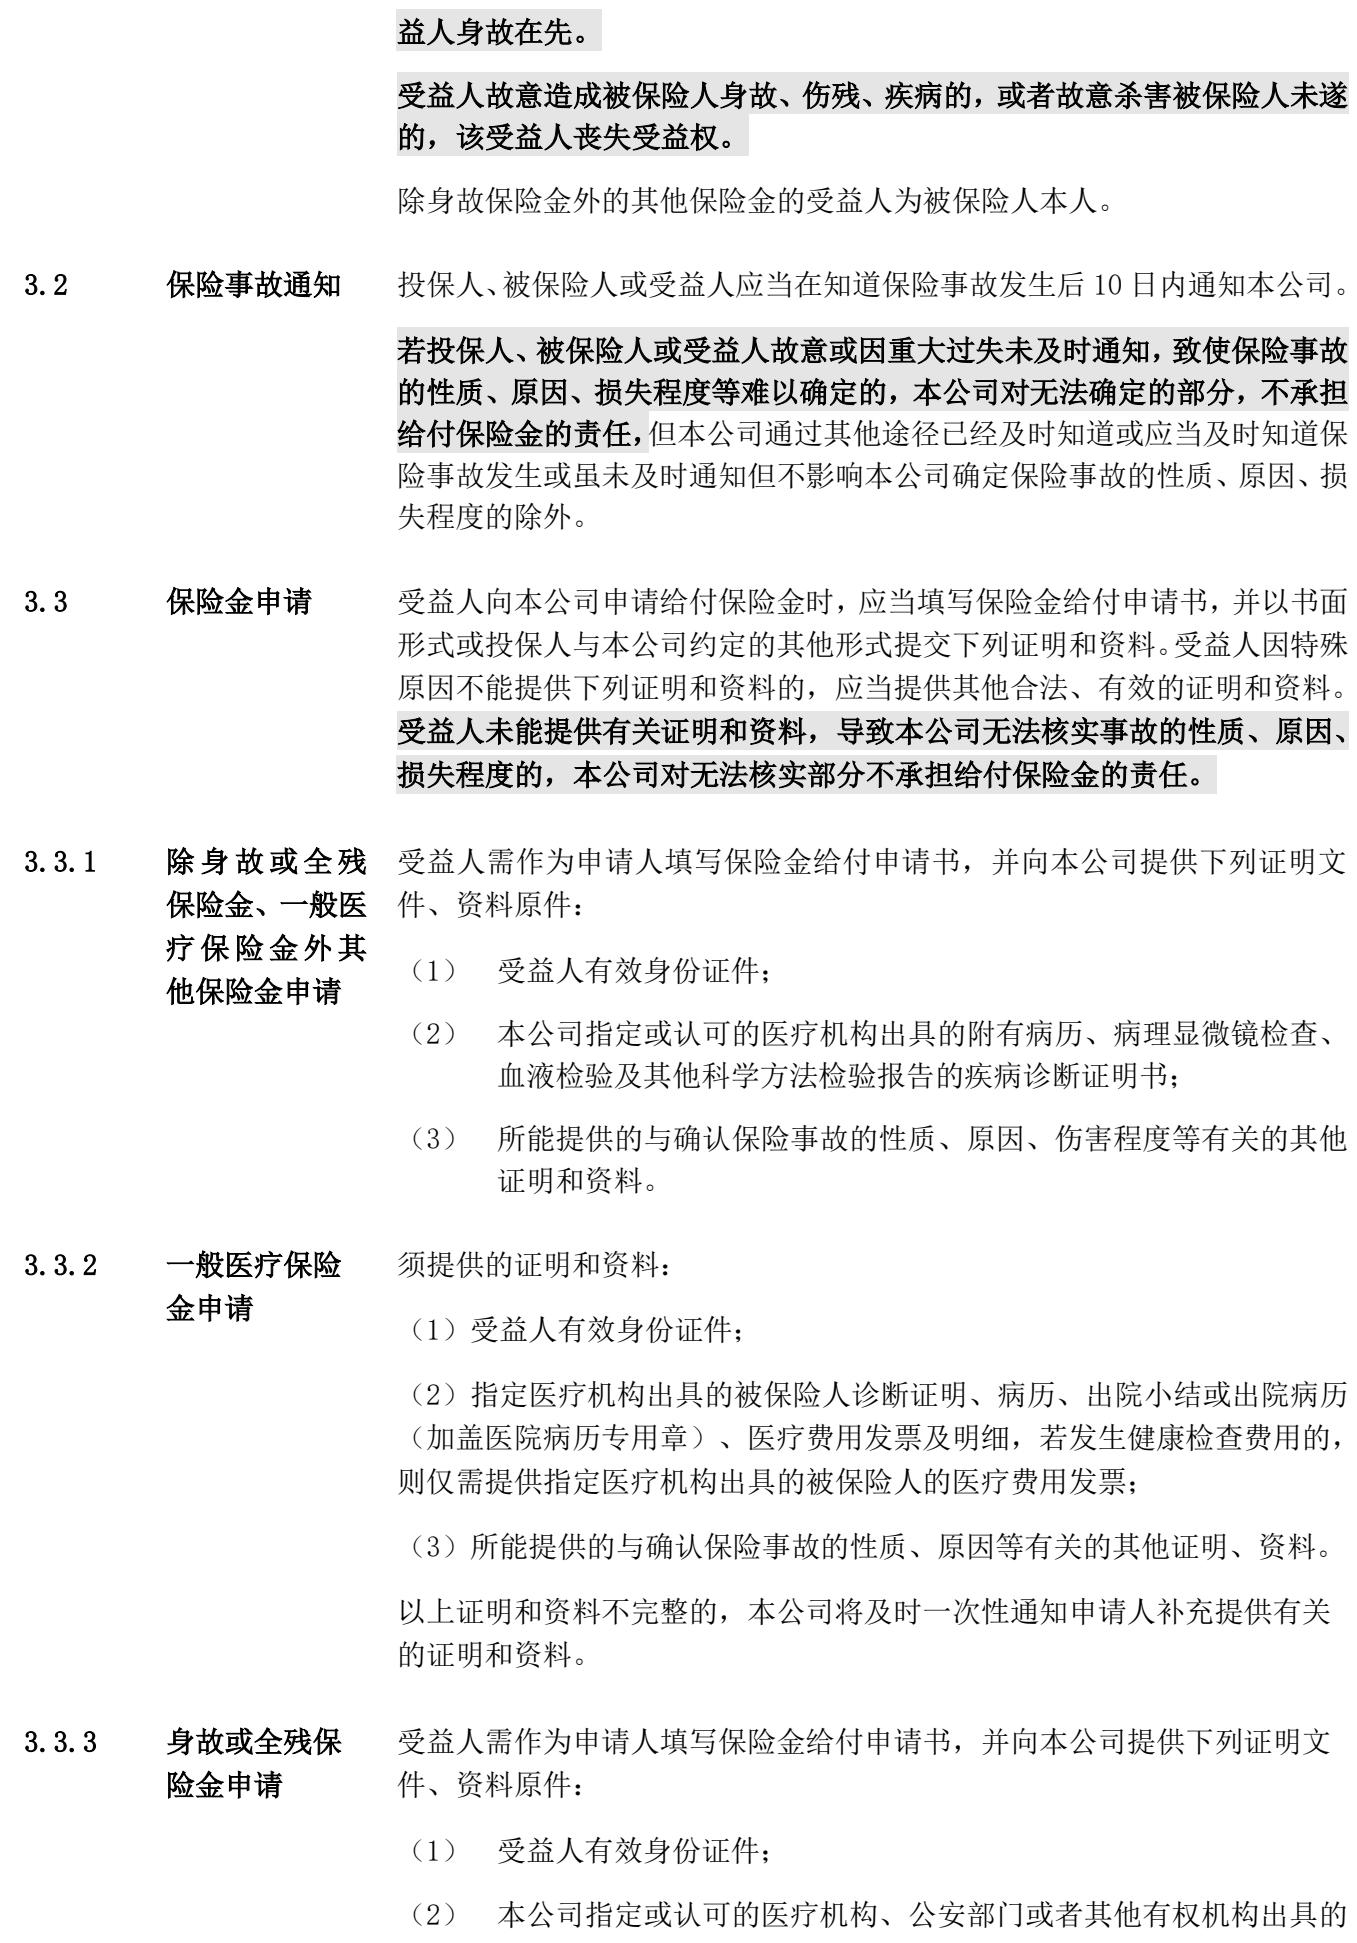 益人身故在先。
受益人故意造成被保险人身故、伤残、疾病的，或者故意杀害被保险人未遂
的，该受益人丧失受益权。
除身故保险金外的其他保险金的受益人为被保险人本人。
3.2 保险事故通知 投保人、被保险人或受益人应当在知道保险事故发生后 10 日内通知本公司。
若投保人、被保险人或受益人故意或因重大过失未及时通知，致使保险事故
的性质、原因、损失程度等难以确定的，本公司对无法确定的部分，不承担
给付保险金的责任，但本公司通过其他途径已经及时知道或应当及时知道保
险事故发生或虽未及时通知但不影响本公司确定保险事故的性质、原因、损
失程度的除外。
3.3 保险金申请 受益人向本公司申请给付保险金时，应当填写保险金给付申请书，并以书面
形式或投保人与本公司约定的其他形式提交下列证明和资料。受益人因特殊
原因不能提供下列证明和资料的，应当提供其他合法、有效的证明和资料。
受益人未能提供有关证明和资料，导致本公司无法核实事故的性质、原因、
损失程度的，本公司对无法核实部分不承担给付保险金的责任。
3.3.1 除身故或全残 受益人需作为申请人填写保险金给付申请书，并向本公司提供下列证明文
保险金、一般医 件、资料原件：
疗保险金外其
他保险金申请
（1） 受益人有效身份证件；
（2） 本公司指定或认可的医疗机构出具的附有病历、病理显微镜检查、
血液检验及其他科学方法检验报告的疾病诊断证明书；
（3） 所能提供的与确认保险事故的性质、原因、伤害程度等有关的其他
证明和资料。
3.3.2 一般医疗保险 须提供的证明和资料：
金申请
（1）受益人有效身份证件；
（2）指定医疗机构出具的被保险人诊断证明、病历、出院小结或出院病历
（加盖医院病历专用章）、医疗费用发票及明细，若发生健康检查费用的，
则仅需提供指定医疗机构出具的被保险人的医疗费用发票；
（3）所能提供的与确认保险事故的性质、原因等有关的其他证明、资料。
以上证明和资料不完整的，本公司将及时一次性通知申请人补充提供有关
的证明和资料。
3.3.3 身故或全残保 受益人需作为申请人填写保险金给付申请书，并向本公司提供下列证明文
险金申请 件、资料原件：
（1） 受益人有效身份证件；
（2） 本公司指定或认可的医疗机构、公安部门或者其他有权机构出具的